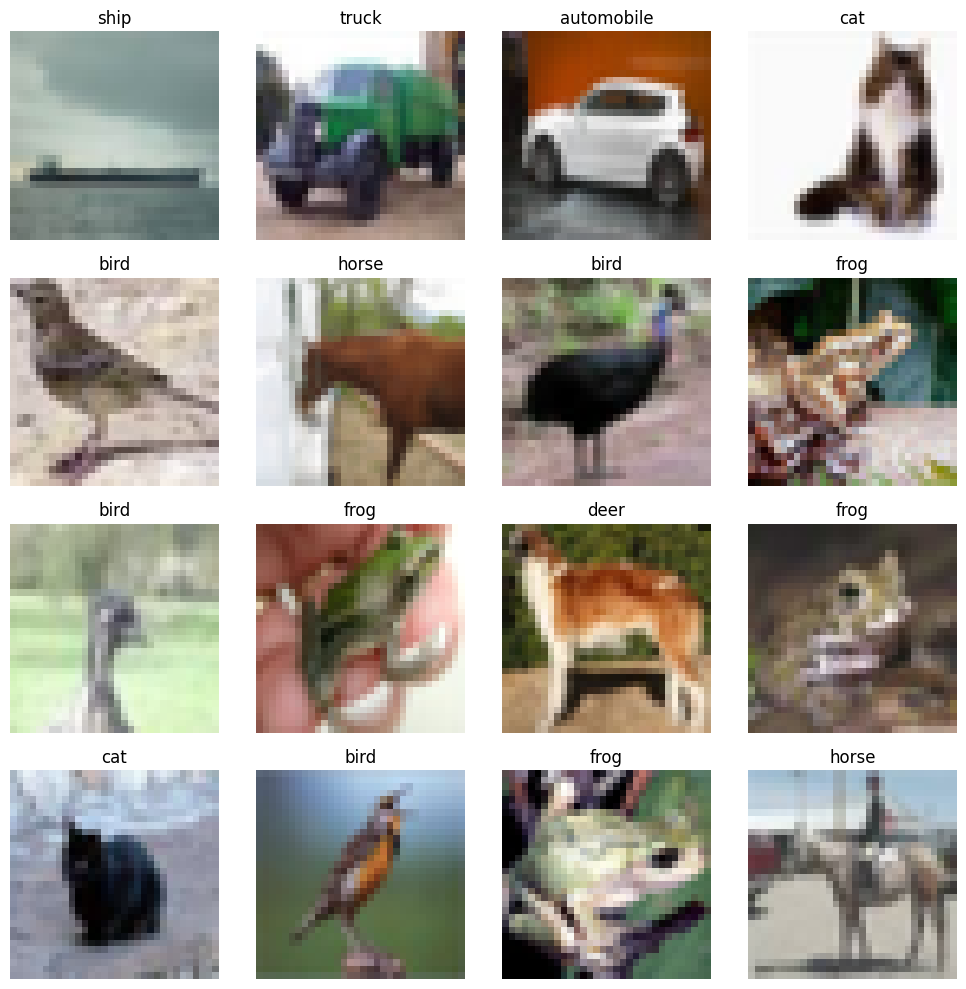 ship
truck
automobile
cat
bird
horse
bird
frog
bird
frog
deer
frog
cat
bird
frog
horse